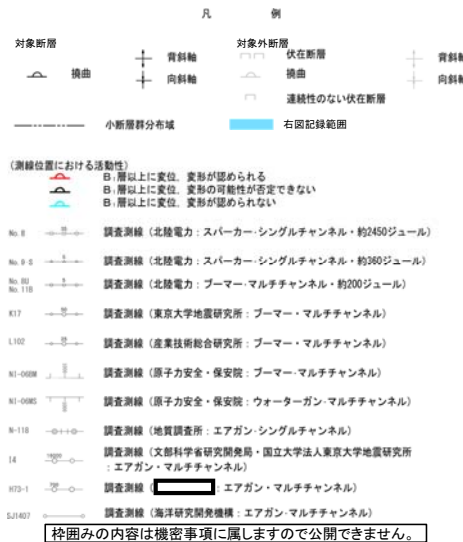 凡 例
対象断層
撓曲
背斜軸
向斜軸
対象外断層
伏在断層
撓曲
連続性のない伏在断層
背斜軸
向斜軸
小断層群分布域
右図記録範囲
(測線位置における活動性)
B₁層以上に変位、変形が認められる
B₁層以上に変位、変形の可能性が否定できない
B₁層以上に変位、変形が認められない
No.8 50 調査測線(北陸電力:スパーカー・シングルチャンネル・約2450ジュール)
No.9-S 調査測線(北陸電力:スパーカー・シングルチャンネル・約360ジュール)
No.8U
No.11B 調査測線(北陸電力:ブーマー・マルチチャンネル・約200ジュール)
K17 調査測線(東京大学地震研究所:ブーマー・マルチチャンネル)
L102 調査測線(産業技術総合研究所:ブーマー・マルチチャンネル)
NI-06BM 調査測線(原子力安全・保安院:ブーマー・マルチチャンネル)
NI-06WS 調査測線(原子力安全・保安院:ウォーターガン・マルチチャンネル)
N-118 調査測線(地質調査所:エアガン・シングルチャンネル)
I4 調査測線(文部科学省研究開発局・国立大学法人東京大学地震研究所
:エアガン・マルチチャンネル)
H73-1 700 調査測線( :エアガン・マルチチャンネル)
SJ1407 調査測線(海洋研究開発機構:エアガン・マルチチャンネル)
枠囲みの内容は機密事項に属しますので公開できません。